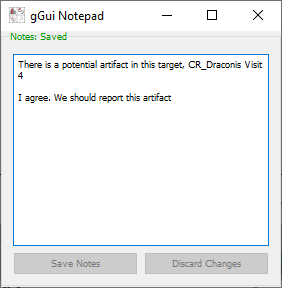 gGui Notepad
Notes: Saved
There is a potential artifact in this target, CR_Draconis Visit
4
I agree. We should report this artifact
Save Notes
Discard Changes